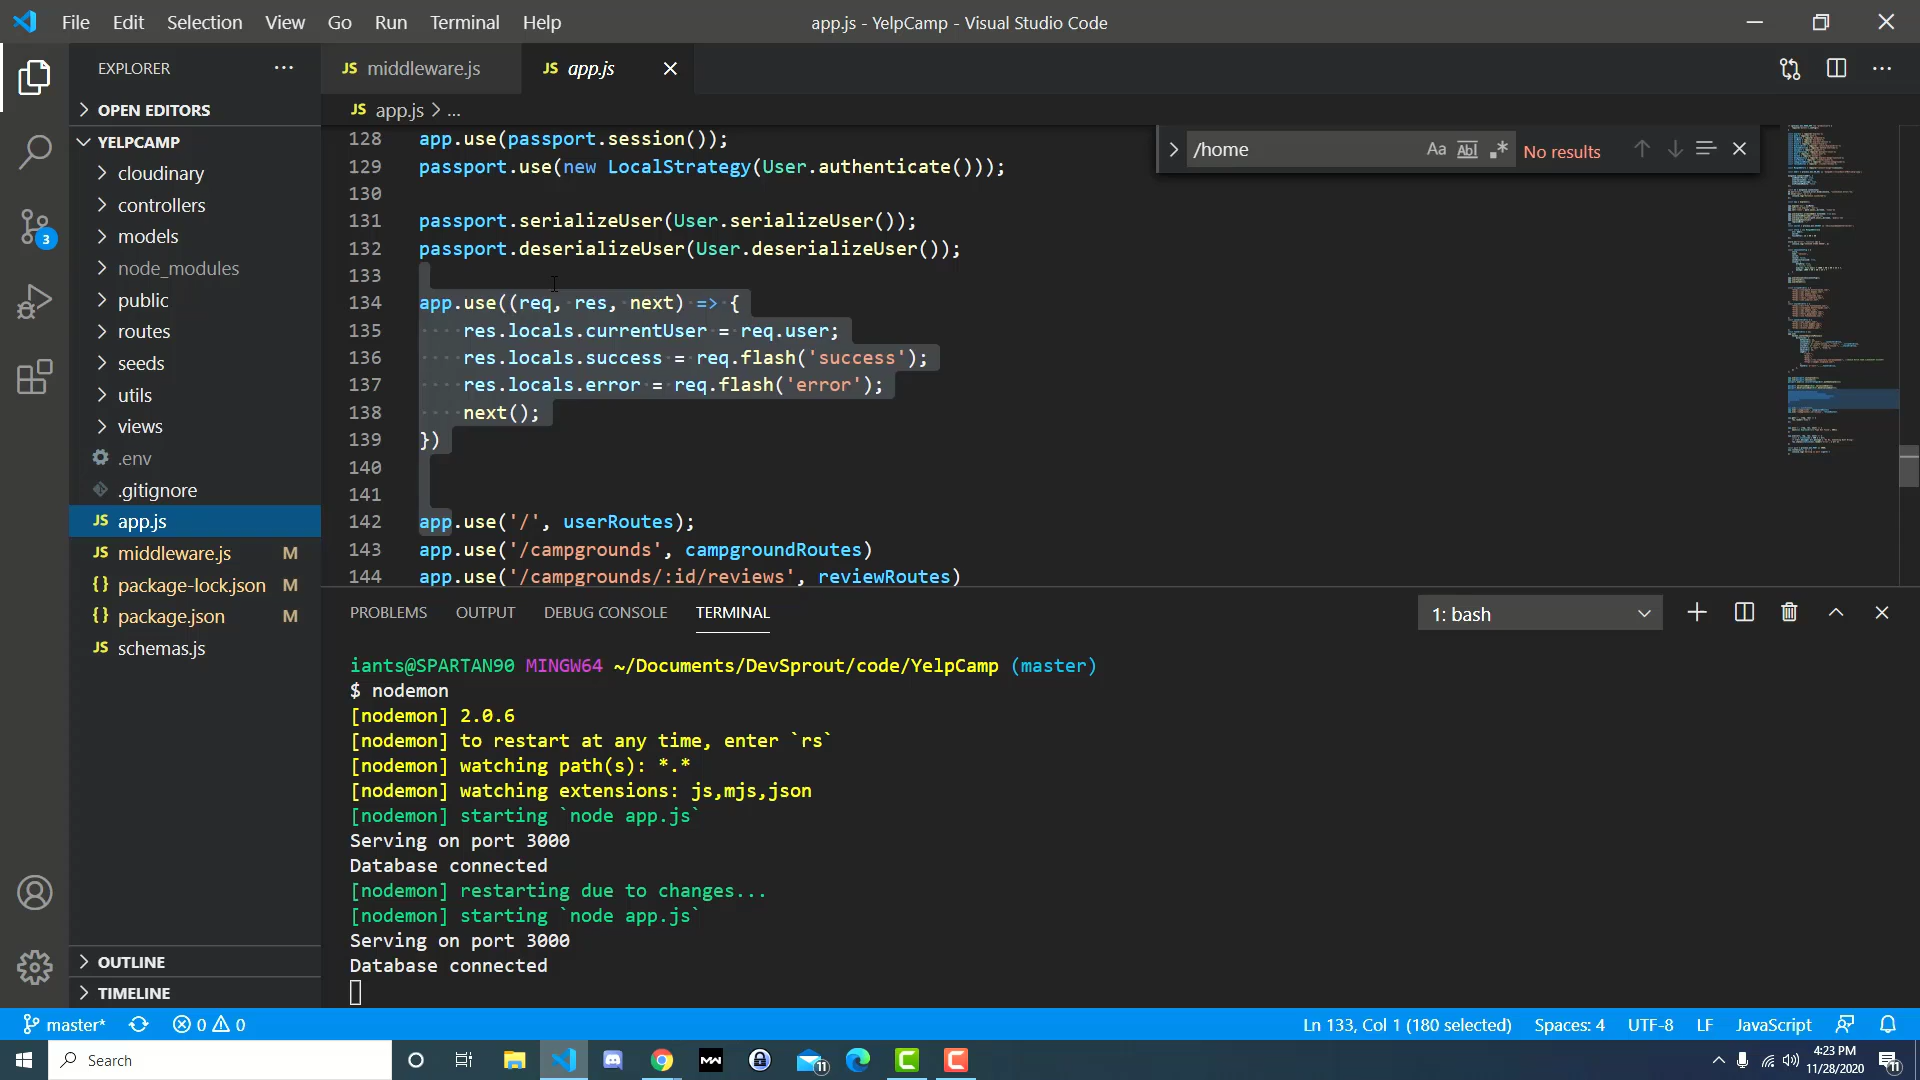 File Edit Selection View Go Run Terminal Help
app.js - YelpCamp - Visual Studio Code
EXPLORER
JS middleware.js
JS app.js
OPEN EDITORS
JS app.js > ...
YELPCAMP
cloudinary
controllers
models
node_modules
public
routes
seeds
utils
views
.env
.gitignore
JS app.js
JS middleware.js M
{} package-lock.json M
{} package.json M
JS schemas.js
OUTLINE
TIMELINE
3
/home
Aa Abl .*
No results
128 app.use(passport.session());
129 passport.use(new LocalStrategy(User.authenticate()));
130
131 passport.serializeUser(User.serializeUser());
132 passport.deserializeUser(User.deserializeUser());
133
134 app.use((req, res, next) => {
135 res.locals.currentUser = req.user;
136 res.locals.success = req.flash('success');
137 res.locals.error = req.flash('error');
138 next();
139 })
140
141
142 app.use('/', userRoutes);
143 app.use('/campgrounds', campgroundRoutes)
144 app.use('/campgrounds/:id/reviews', reviewRoutes)
PROBLEMS OUTPUT DEBUG CONSOLE TERMINAL
1: bash
iants@SPARTAN90 MINGW64 ~/Documents/DevSprout/code/YelpCamp (master)
$ nodemon
[nodemon] 2.0.6
[nodemon] to restart at any time, enter `rs`
[nodemon] watching path(s): *.*
[nodemon] watching extensions: js,mjs,json
[nodemon] starting `node app.js`
Serving on port 3000
Database connected
[nodemon] restarting due to changes...
[nodemon] starting `node app.js`
Serving on port 3000
Database connected
master* 0 0
Ln 133, Col 1 (180 selected) Spaces: 4 UTF-8 LF JavaScript
Search
11
4:23 PM
11/28/2020
11